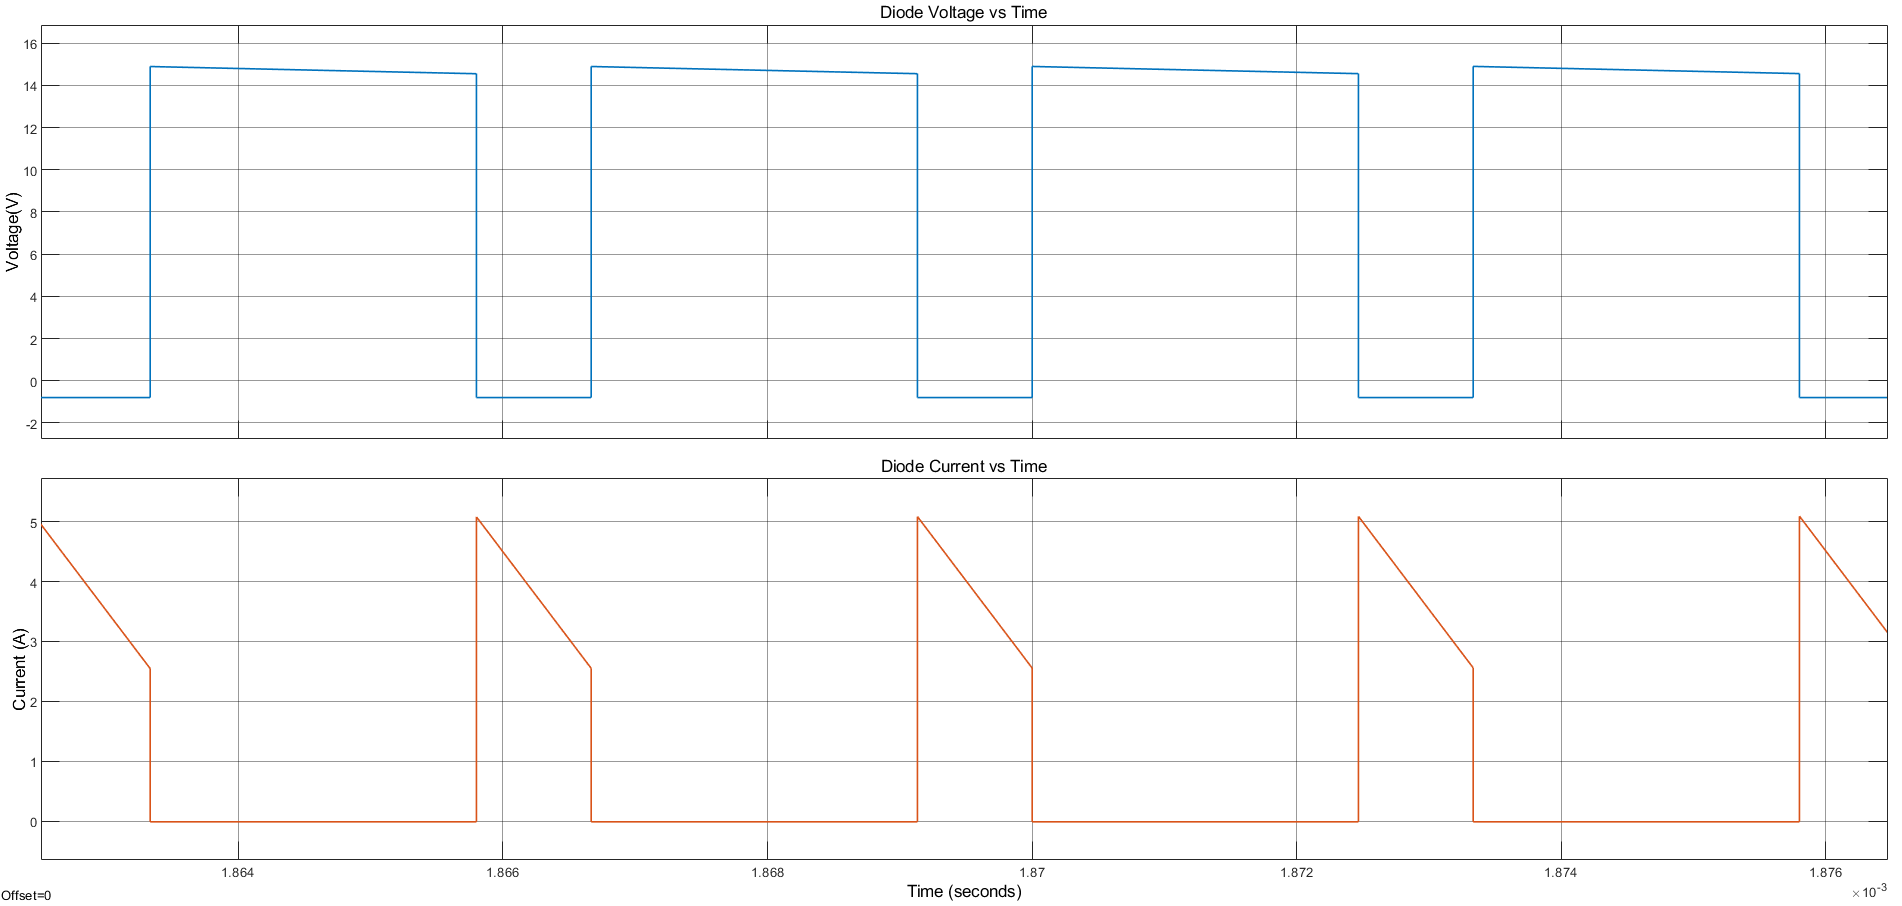 Diode Voltage vs Time
16
14
12
10
8
6
4
2
0
-2
Voltage(V)
Diode Current vs Time
5
4
3
2
1
0
Current (A)
1.864 1.866 1.868 1.87 1.872 1.874 1.876
Time (seconds)
×10-3
Offset=0